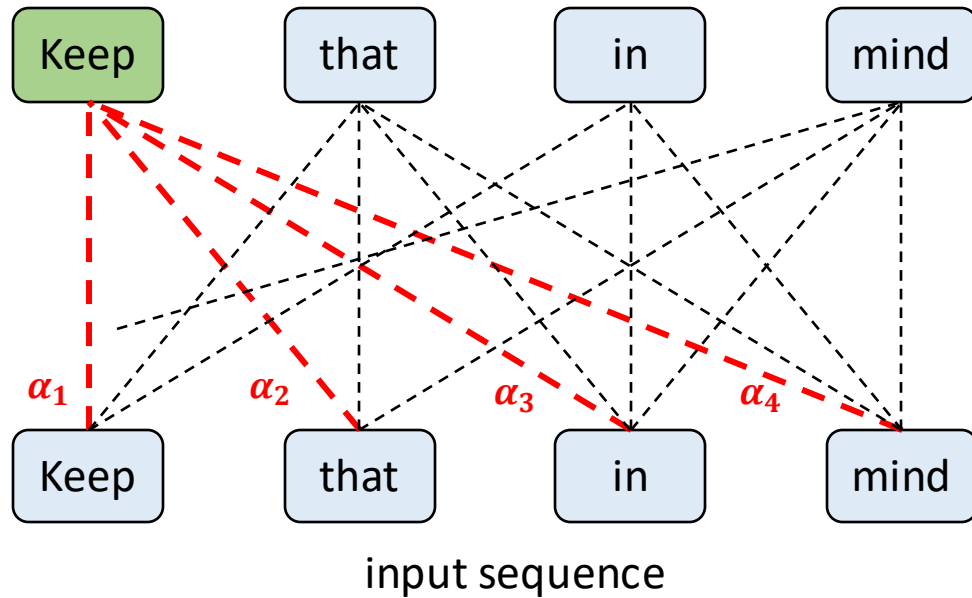 Keep that in mind
α₁ α₂ α₃ α₄
Keep that in mind
input sequence